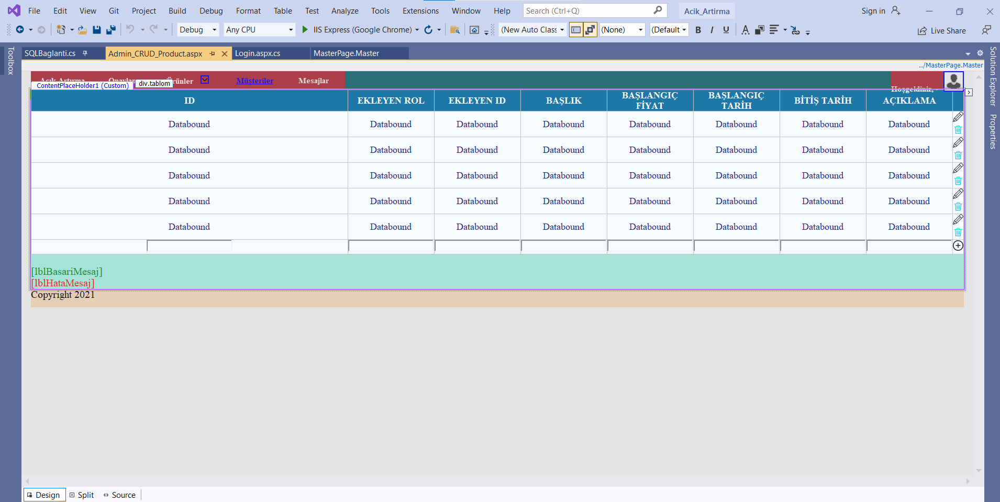 File Edit View Git Project Build Debug Format Table Test Analyze Tools Extensions Window Help Search (Ctrl+Q) Acik_Artirma Sign in
Debug Any CPU IIS Express (Google Chrome) (New Auto Class (None) (Default B I U A Live Share
Toolbox
SQLBaglanti.cs Admin_CRUD_Product.aspx Login.aspx.cs MasterPage.Master
Solution Explorer
Properties
../MasterPage.Master
Açık Artırma Ürünler Müşteriler Mesajlar
ContentPlaceHolder1 (Custom) div.tablom
Hoşgeldiniz,
ID EKLEYEN ROL EKLEYEN ID BAŞLIK BAŞLANGIÇ FİYAT BAŞLANGIÇ TARİH BİTİŞ TARİH AÇIKLAMA
Databound Databound Databound Databound Databound Databound Databound Databound
Databound Databound Databound Databound Databound Databound Databound Databound
Databound Databound Databound Databound Databound Databound Databound Databound
Databound Databound Databound Databound Databound Databound Databound Databound
Databound Databound Databound Databound Databound Databound Databound Databound
[lblBasariMesaj]
[lblHataMesaj]
Copyright 2021
Design Split Source